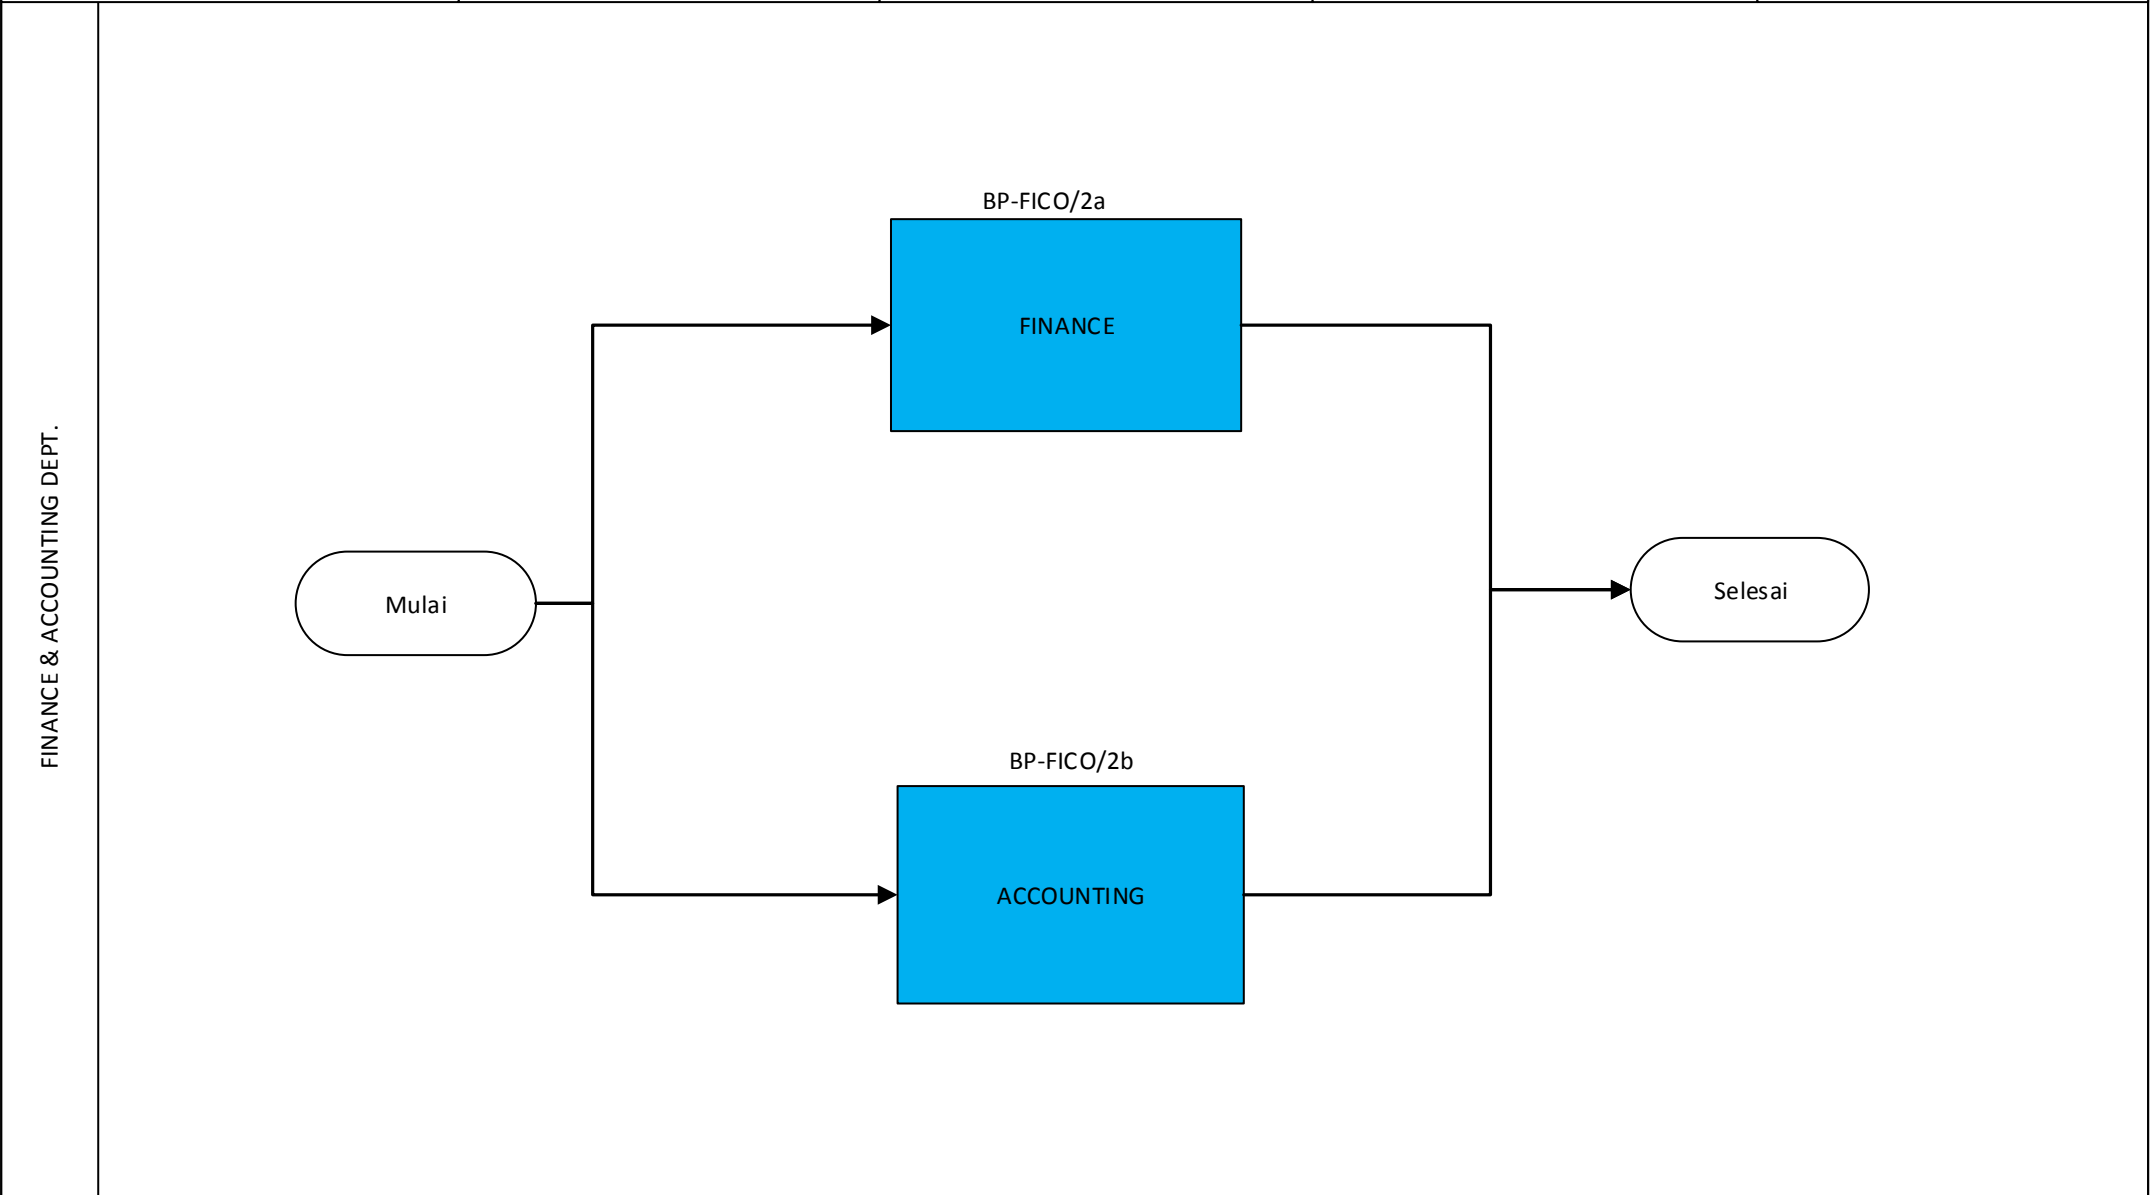 FINANCE & ACCOUNTING DEPT.
BP-FICO/2a
FINANCE
Mulai
Selesai
BP-FICO/2b
ACCOUNTING